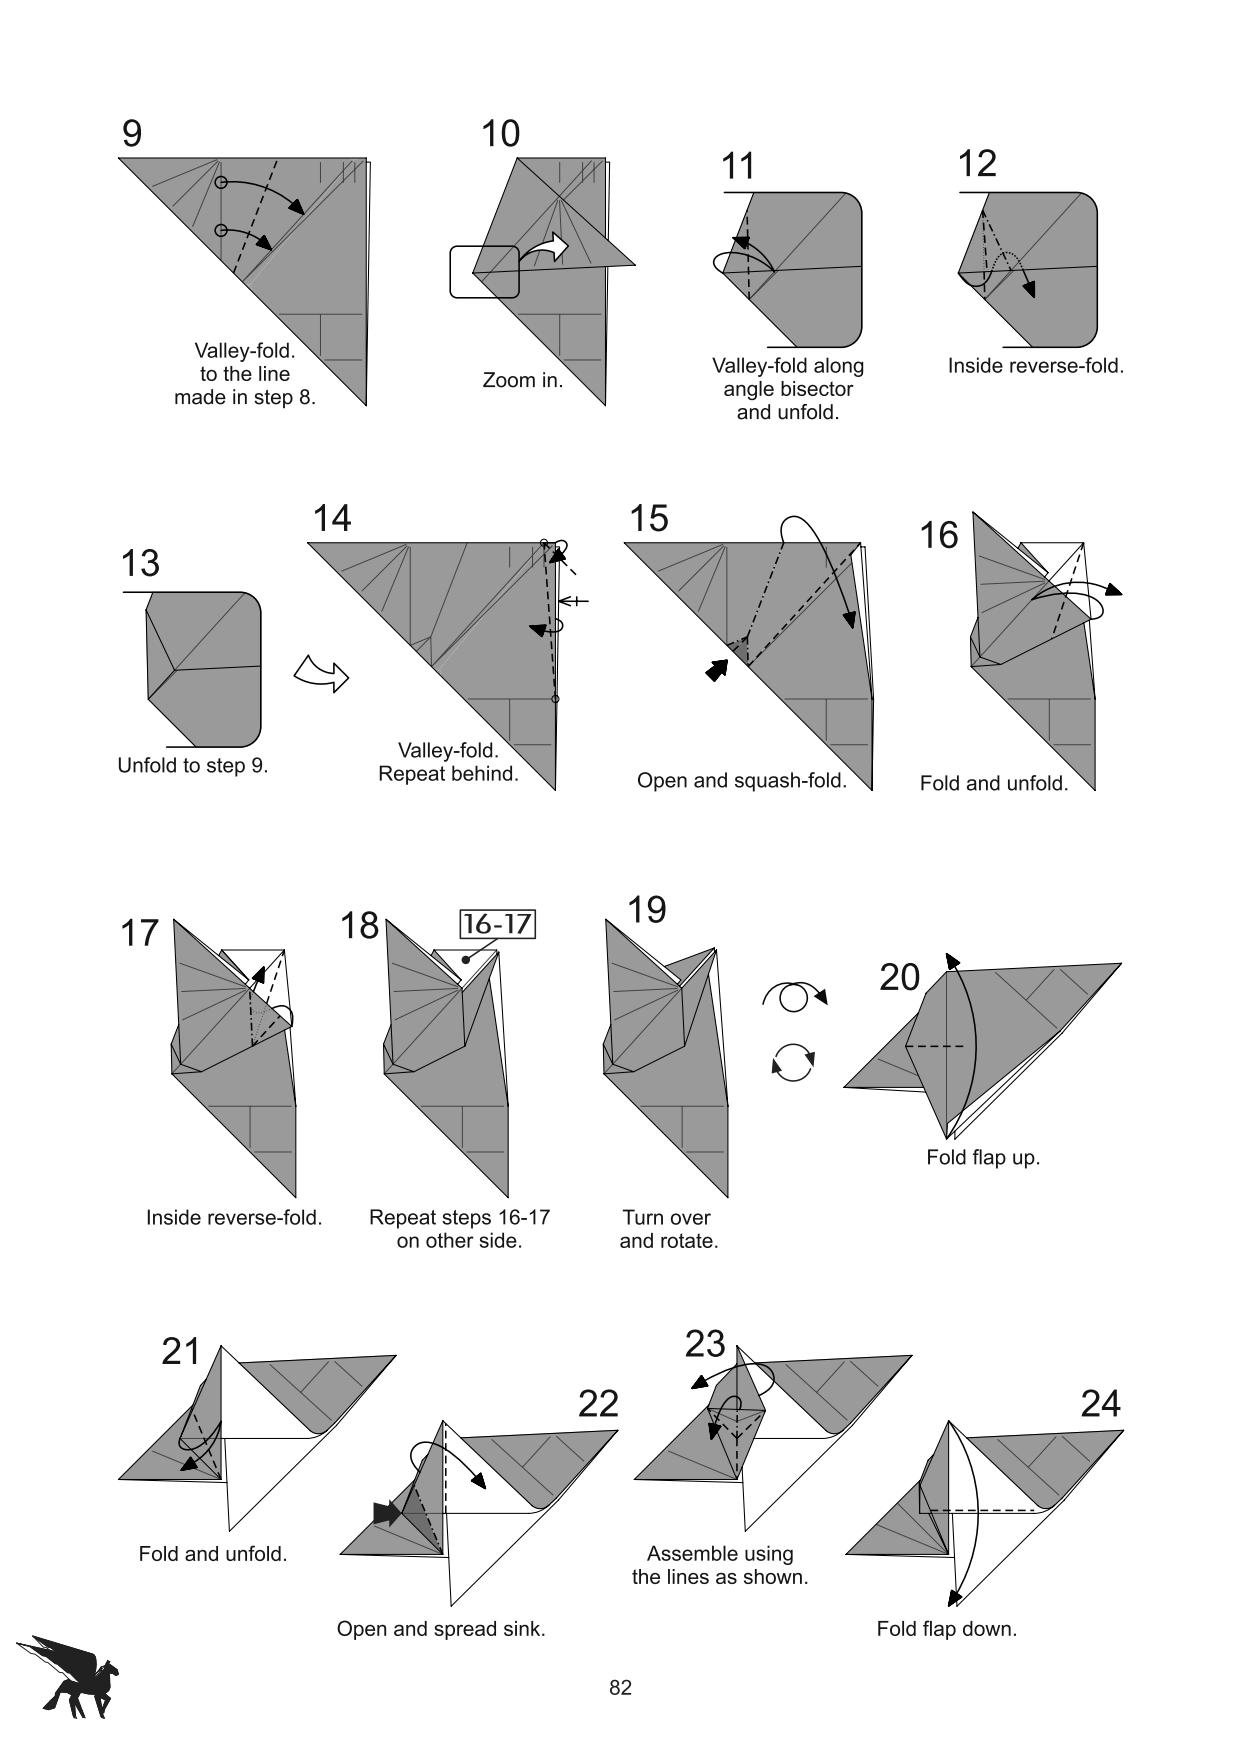 9
Valley-fold.
to the line
made in step 8.
10
Zoom in.
11
Valley-fold along
angle bisector
and unfold.
12
Inside reverse-fold.
13
Unfold to step 9.
14
Valley-fold.
Repeat behind.
15
Open and squash-fold.
16
Fold and unfold.
17
Inside reverse-fold.
18
16-17
Repeat steps 16-17
on other side.
19
Turn over
and rotate.
20
Fold flap up.
21
Fold and unfold.
22
Open and spread sink.
23
Assemble using
the lines as shown.
24
Fold flap down.
82